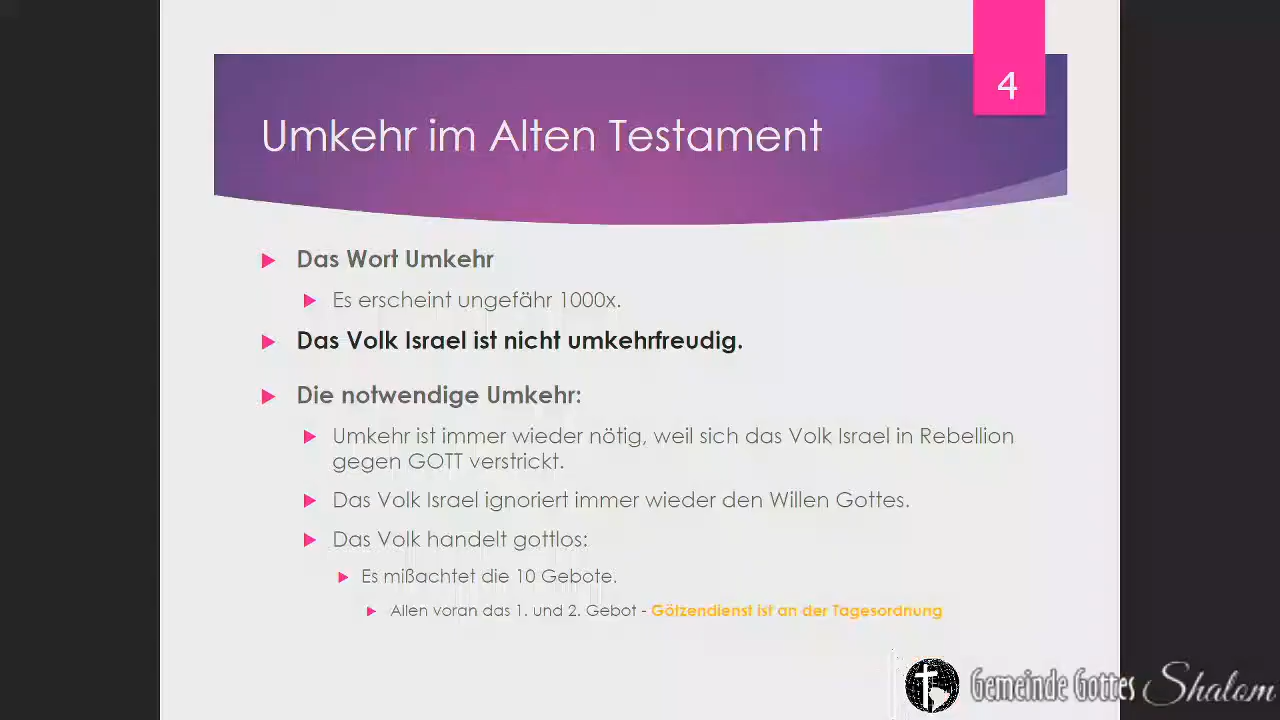 4
Umkehr im Alten Testament
Das Wort Umkehr
Es erscheint ungefähr 1000x.
Das Volk Israel ist nicht umkehrfreudig.
Die notwendige Umkehr:
Umkehr ist immer wieder nötig, weil sich das Volk Israel in Rebellion
gegen GOTT verstrickt.
Das Volk Israel ignoriert immer wieder den Willen Gottes.
Das Volk handelt gottlos:
Es mißachtet die 10 Gebote.
Allen voran das 1. und 2. Gebot - Götzendienst ist an der Tagesordnung
Gemeinde Gottes Shalom